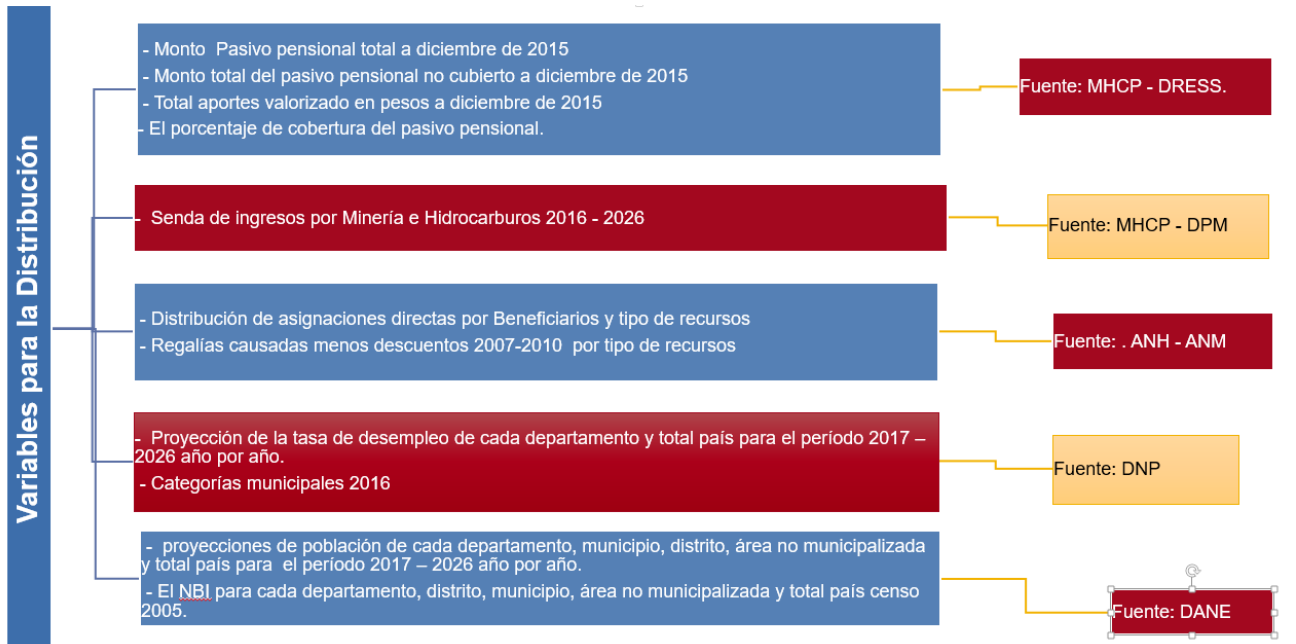 Variables para la Distribución
- Monto Pasivo pensional total a diciembre de 2015
- Monto total del pasivo pensional no cubierto a diciembre de 2015
- Total aportes valorizado en pesos a diciembre de 2015
- El porcentaje de cobertura del pasivo pensional.
Fuente: MHCP - DRESS.
- Senda de ingresos por Minería e Hidrocarburos 2016 - 2026
Fuente: MHCP - DPM
- Distribución de asignaciones directas por Beneficiarios y tipo de recursos
- Regalías causadas menos descuentos 2007-2010 por tipo de recursos
Fuente: . ANH - ANM
- Proyección de la tasa de desempleo de cada departamento y total país para el período 2017 –
2026 año por año.
- Categorías municipales 2016
Fuente: DNP
- proyecciones de población de cada departamento, municipio, distrito, área no municipalizada
y total país para el período 2017 – 2026 año por año.
- El NBI para cada departamento, distrito, municipio, área no municipalizada y total país censo
2005.
Fuente: DANE